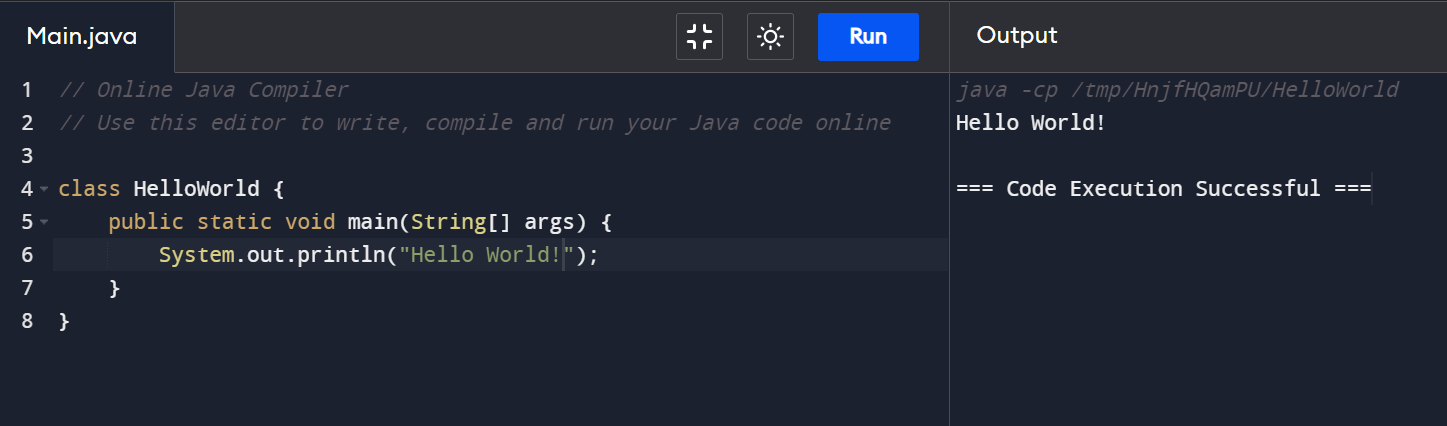 Main.java
Run
Output
1 // Online Java Compiler
2 // Use this editor to write, compile and run your Java code online
3
4 class HelloWorld {
5     public static void main(String[] args) {
6         System.out.println("Hello World!");
7     }
8 }
java -cp /tmp/HnjfHQamPU/HelloWorld
Hello World!
=== Code Execution Successful ===